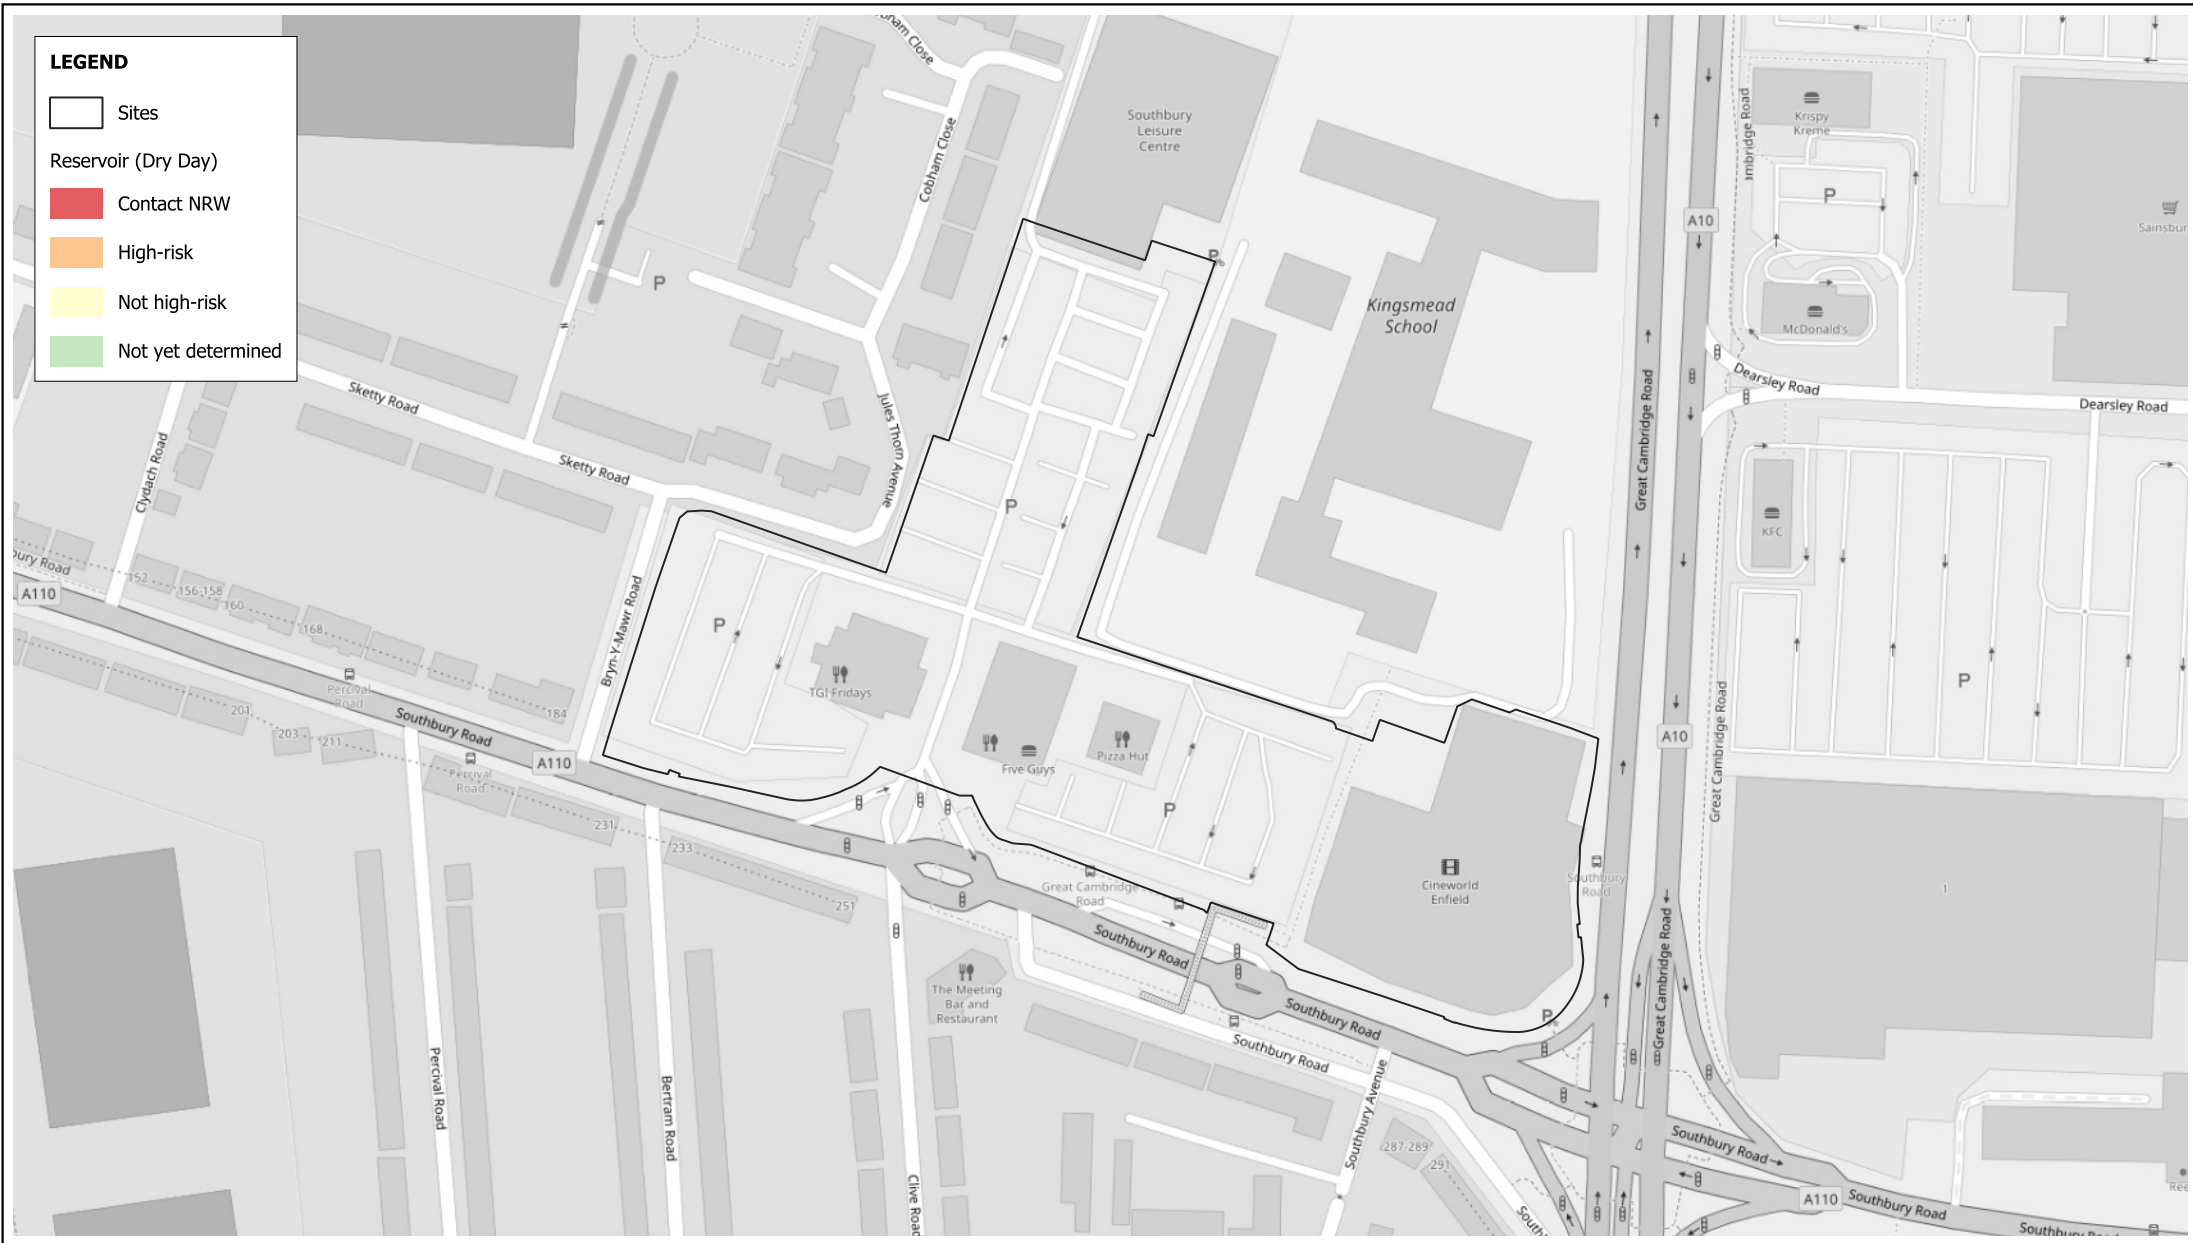 LEGEND
Sites
Reservoir (Dry Day)
Contact NRW
High-risk
Not high-risk
Not yet determined
Cobham Close
Southbury
Leisure
Centre
Kingsmead
School
Krispy
Kreme
A10
McDonald's
Dearsley Road
Dearsley Road
KFC
P
P
P
P
P
P
P
P
Great Cambridge Road
Great Cambridge Road
Great Cambridge Road
A10
Sketty Road
Sketty Road
Clydach Road
Jules Thorn Avenue
Bryn-Y-Mawr Road
A110
152
156-158
160
168
184
Percival
Road
Southbury Road
A110
201
203
211
Percival
Road
231
233
251
TGI Fridays
Five Guys
Pizza Hut
Great Cambridge
Road
Cineworld
Enfield
Southbury
Road
1
The Meeting
Bar and
Restaurant
Southbury Road
Southbury Road
Southbury Road
Southbury Avenue
287-289
291
Percival Road
Bertram Road
Clive Road
Southbury Road
A110
Southbury Road